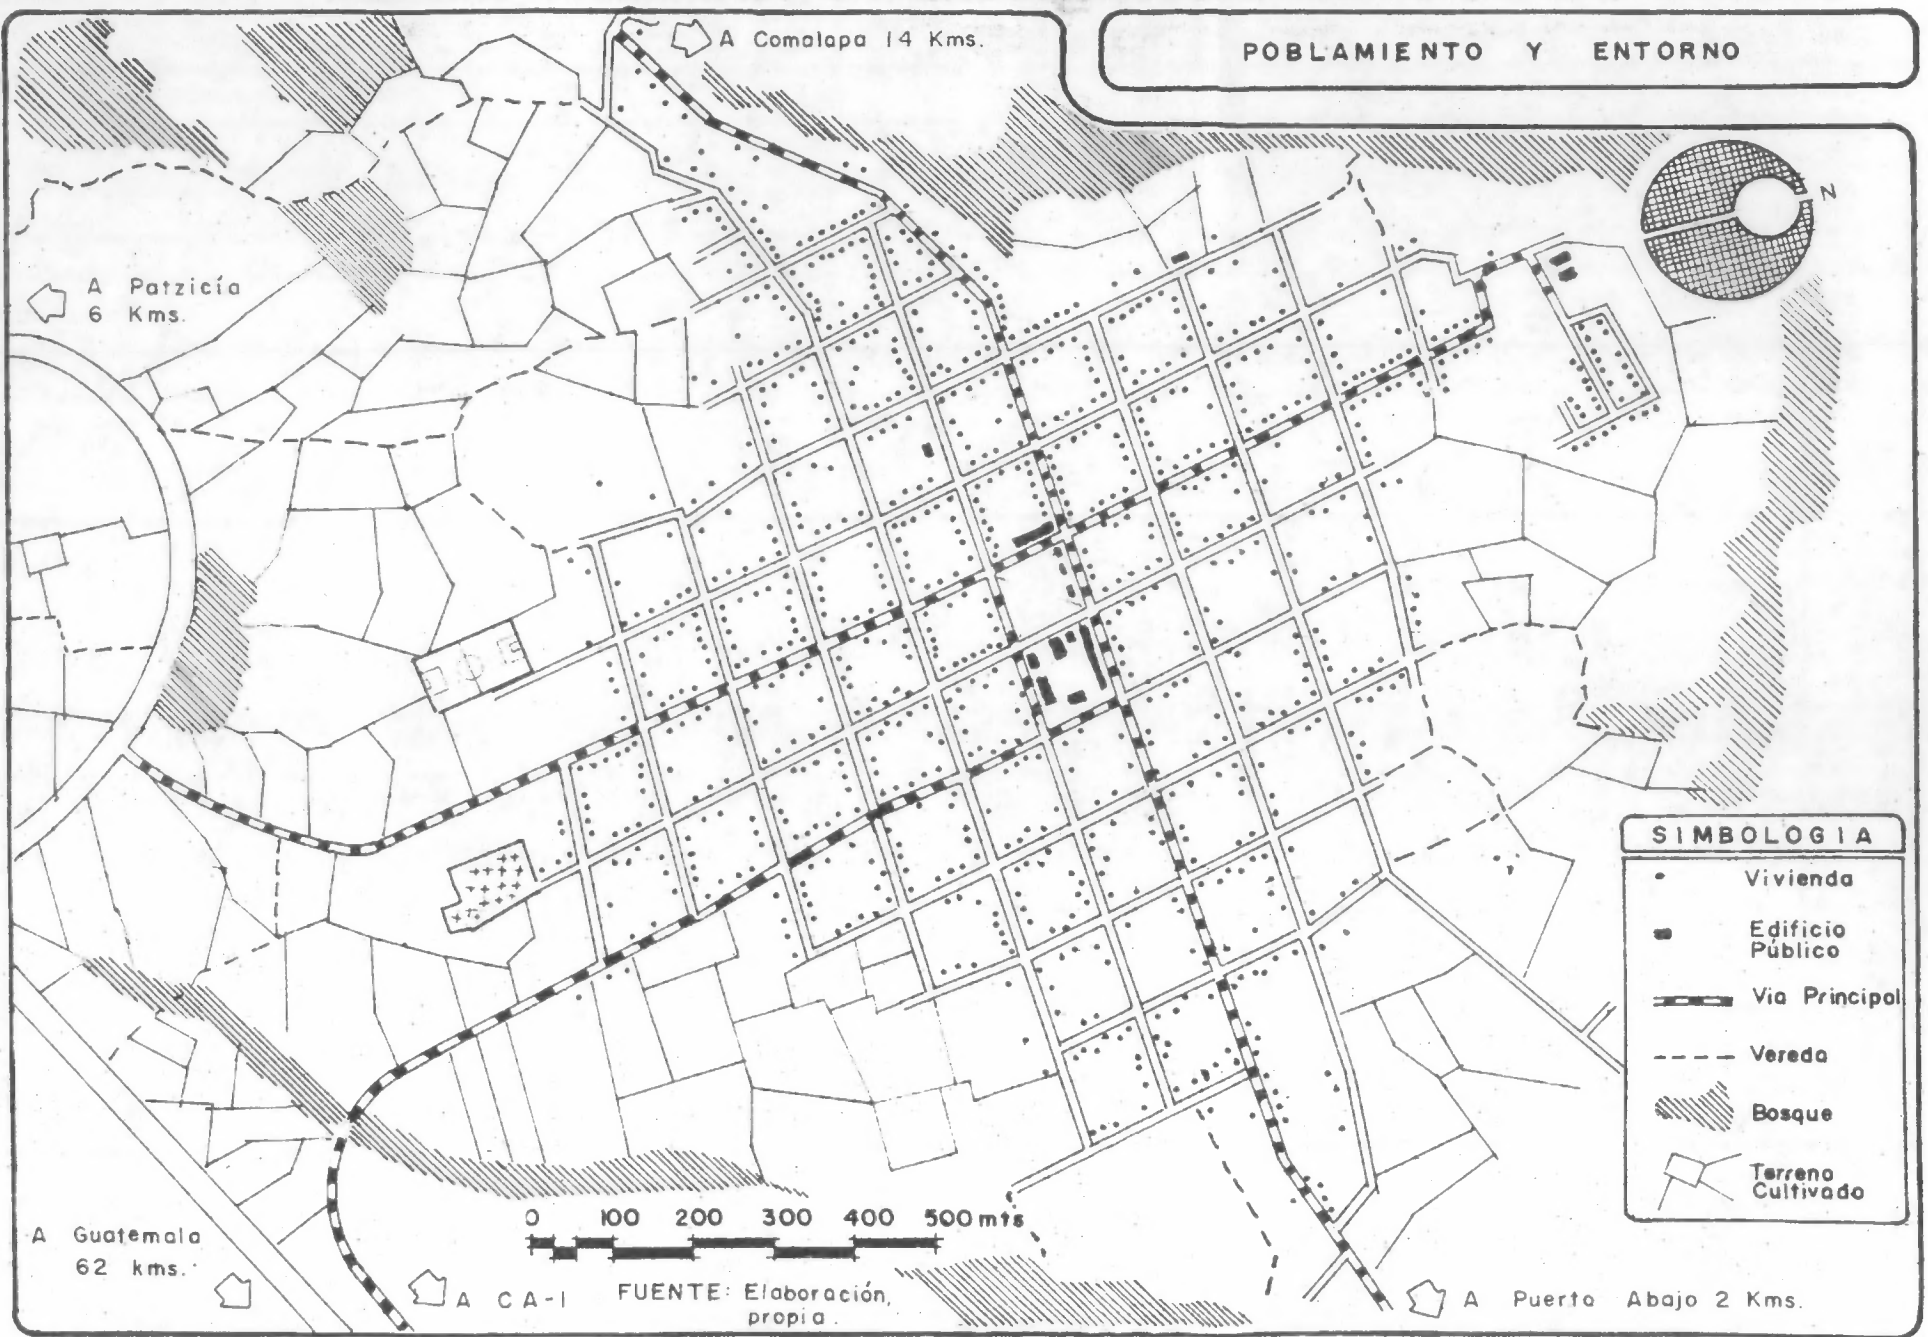 POBLAMIENTO Y ENTORNO
A Comalapa 14 Kms.
N
A Patzicía
6 Kms.
SIMBOLOGIA
Vivienda
Edificio
Público
Via Principal
Vereda
Bosque
Terreno
Cultivado
0 100 200 300 400 500 mts
A Guatemala
62 kms.
A CA-1
FUENTE: Elaboración,
propia.
A Puerta Abajo 2 Kms.